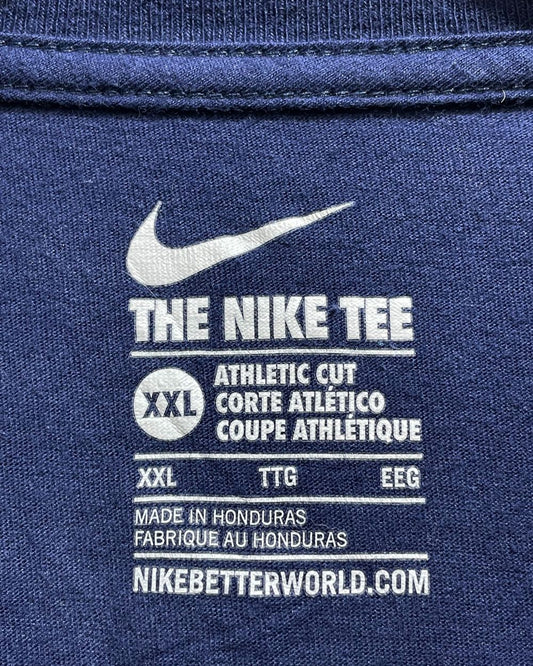 THE NIKE TEE
XXL
ATHLETIC CUT
CORTE ATLÉTICO
COUPE ATHLÉTIQUE
XXL TTG EEG
MADE IN HONDURAS
FABRIQUE AU HONDURAS
NIKEBETTERWORLD.COM